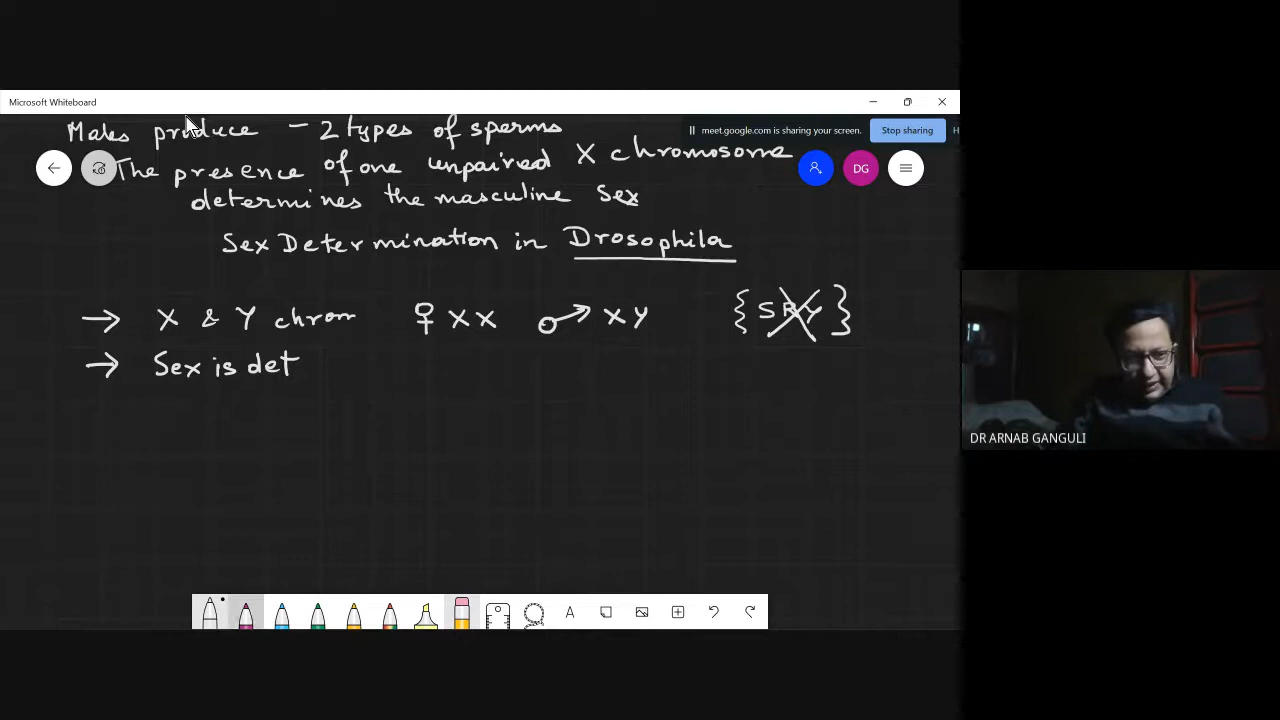 Microsoft Whiteboard
Males produce - 2 types of sperms
meet.google.com is sharing your screen.
Stop sharing
H
The presence of one unpaired X chromosome
DG
determines the masculine Sex
Sex Determination in Drosophila
→ X & Y chrom ♀ XX ♂ XY {SRY}
→ Sex is det
DR ARNAB GANGULI
A